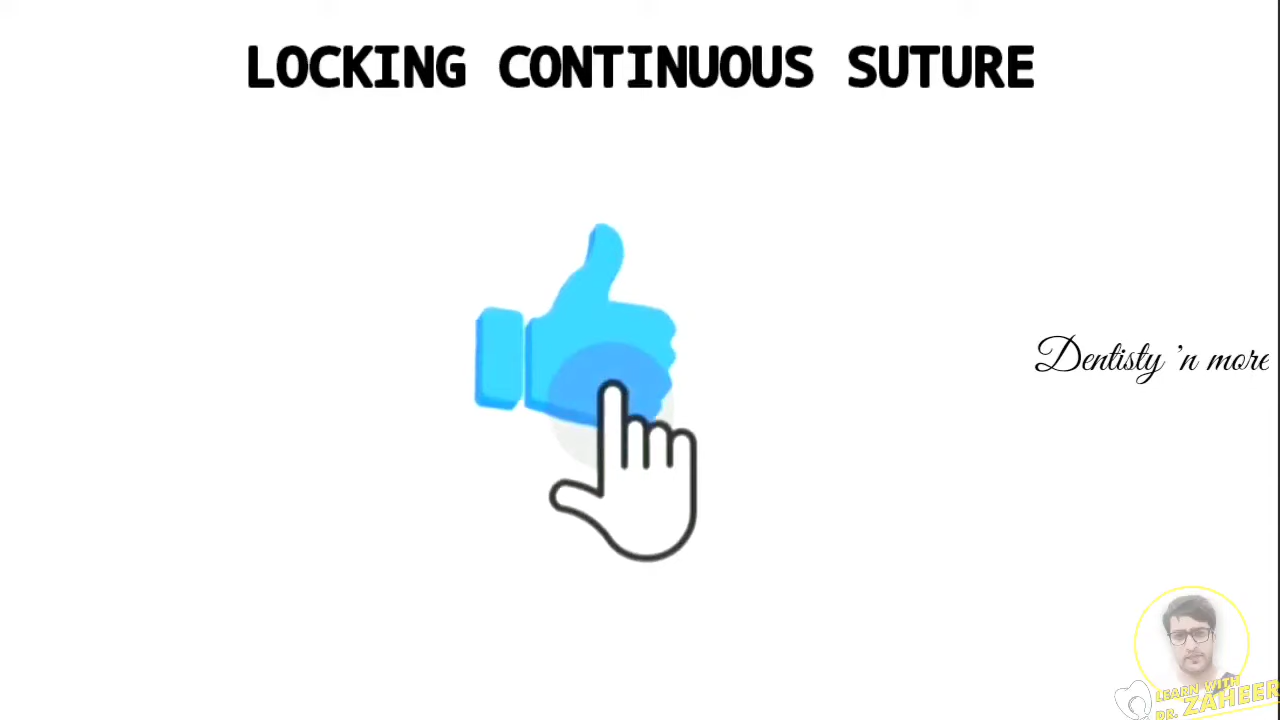 LOCKING CONTINUOUS SUTURE
Dentisty 'n more
LEARN WITH
DR. ZAHEER